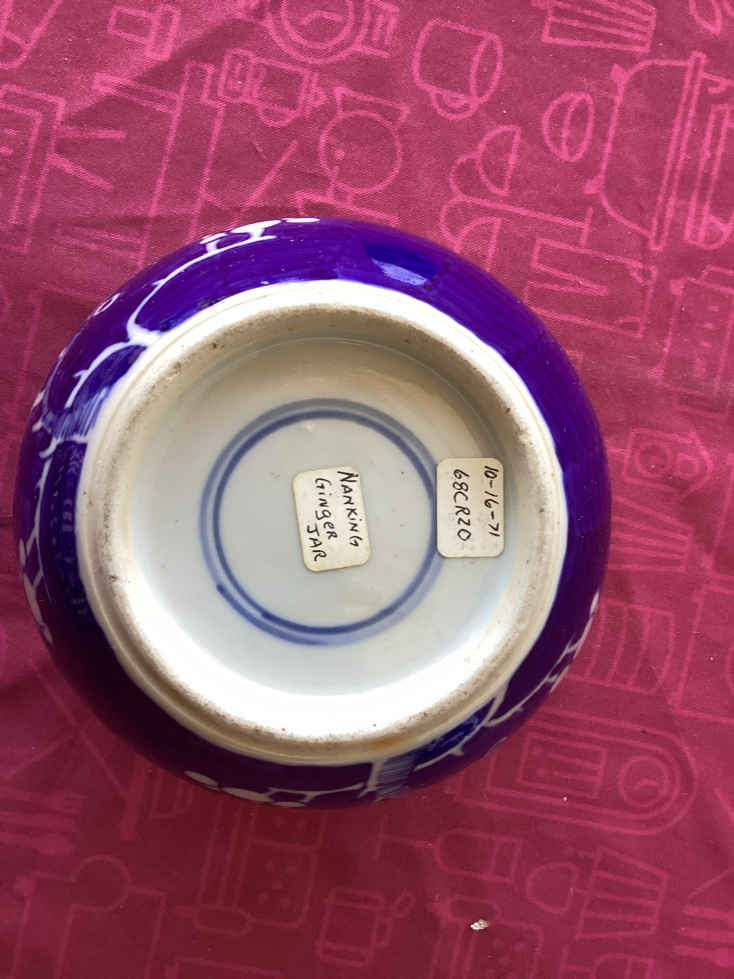 NANKING
GINGER
JAR
10-16-71
68CR20